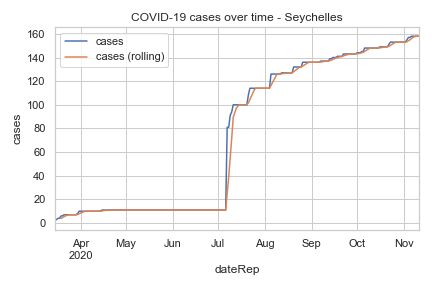 COVID-19 cases over time - Seychelles
cases
cases (rolling)
160
140
120
100
80
60
40
20
0
cases
Apr May Jun Jul Aug Sep Oct Nov
2020
dateRep